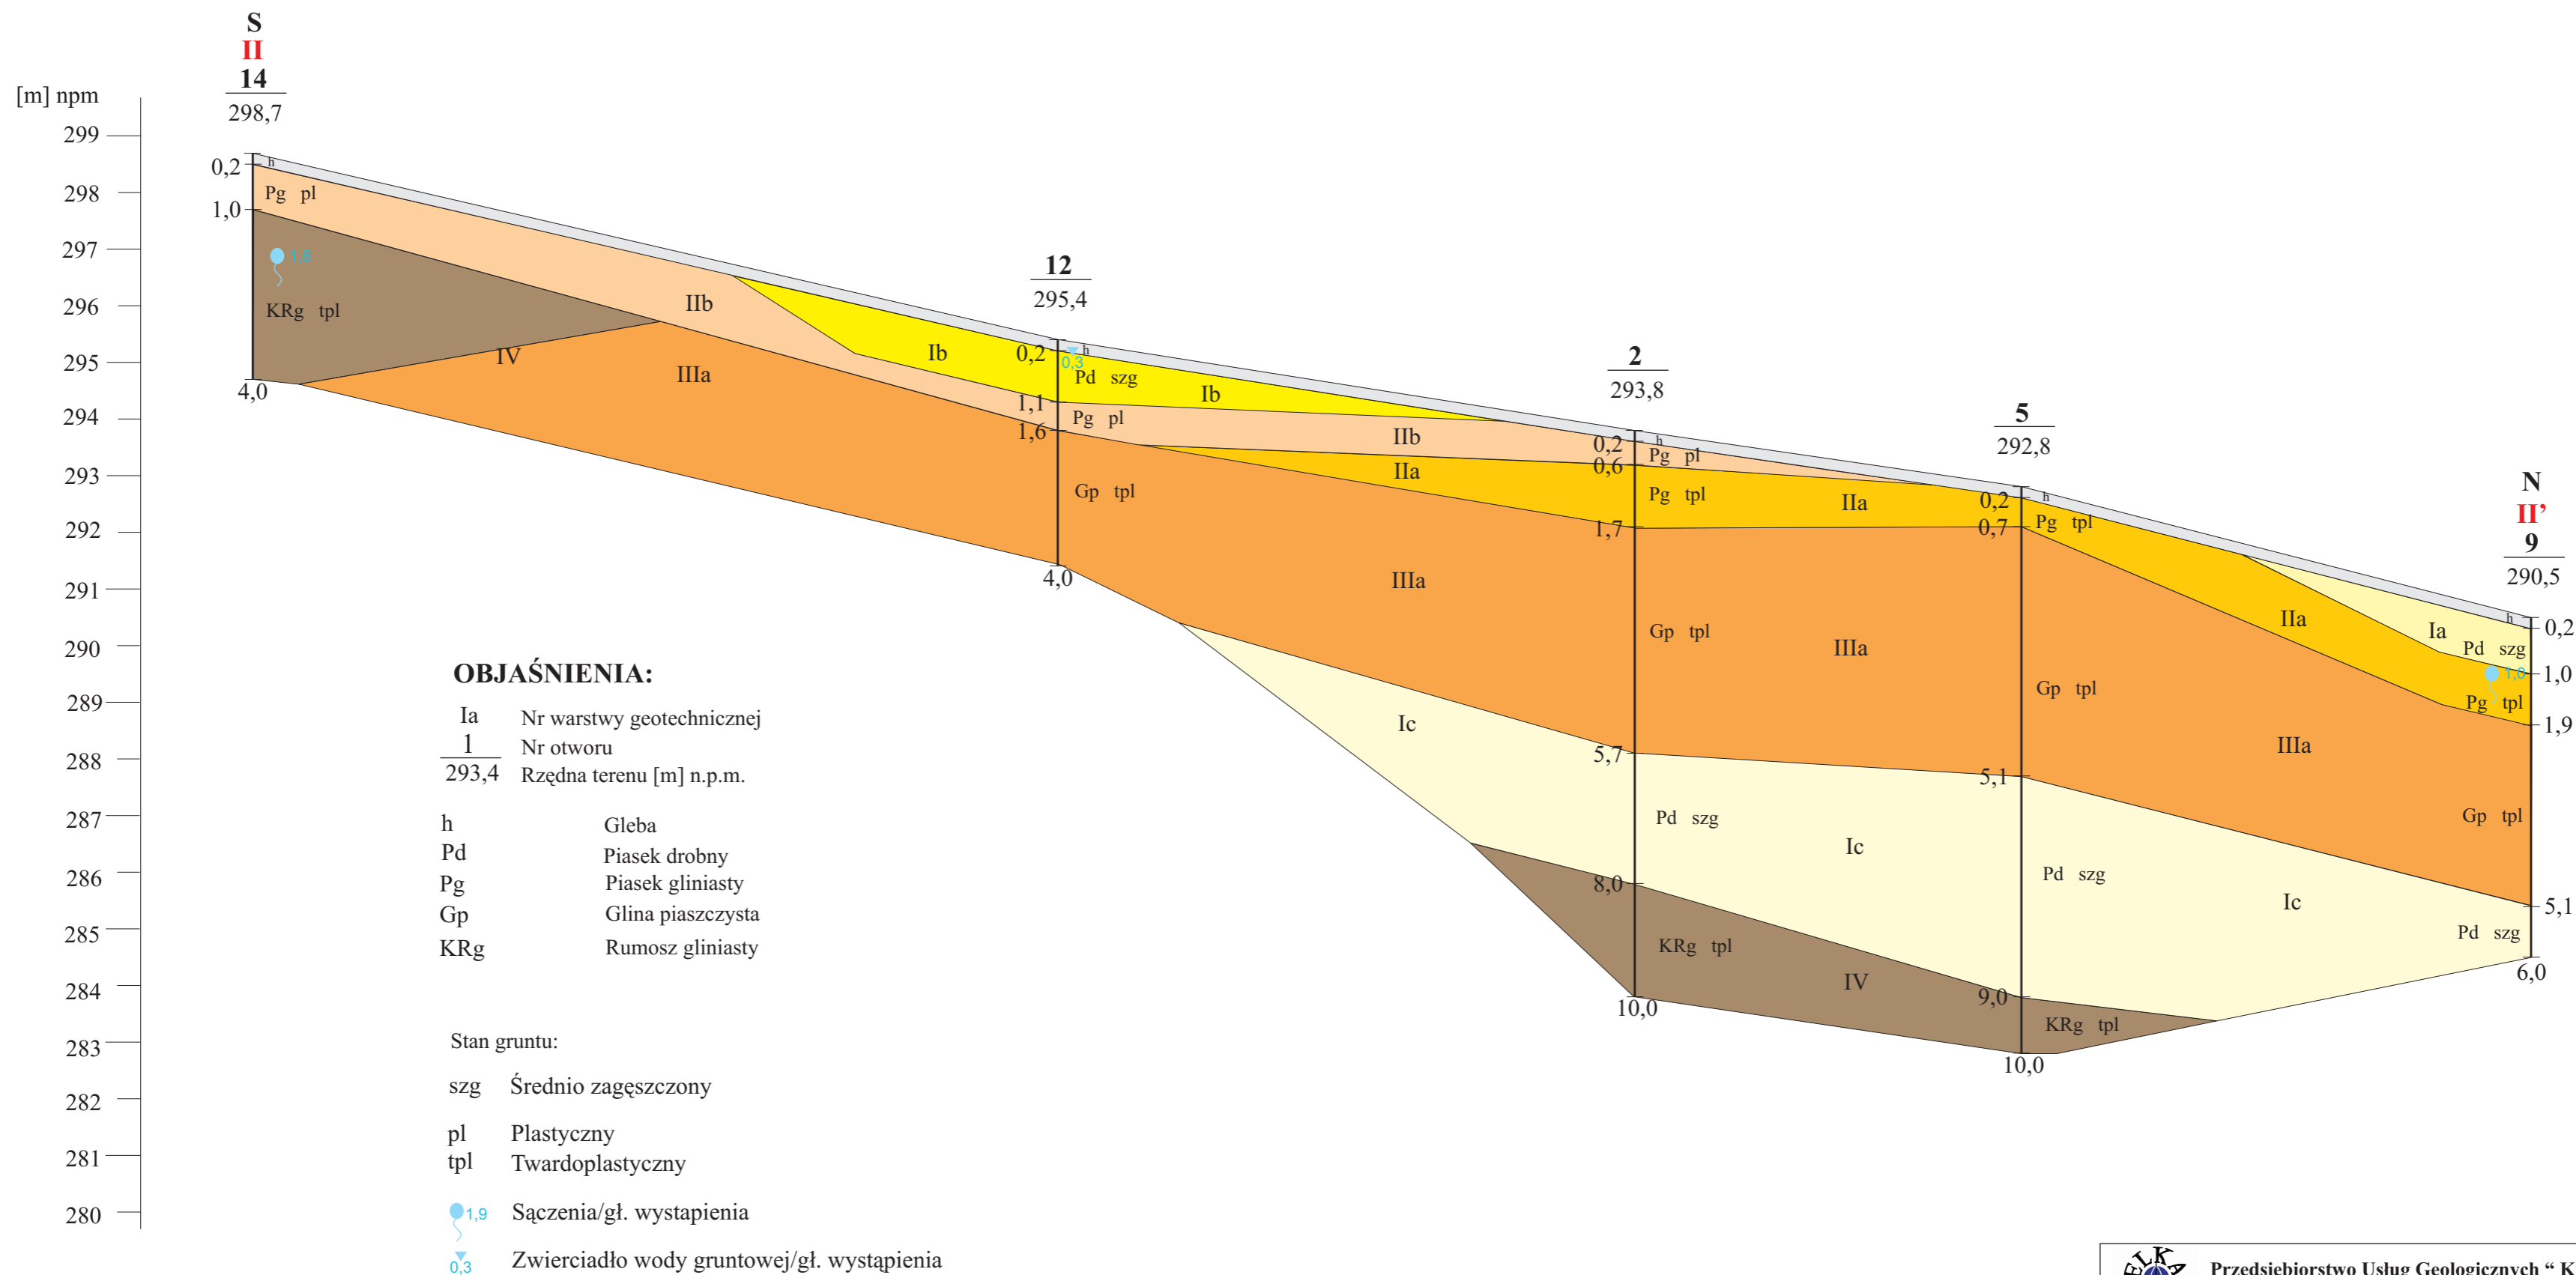 S
II
14
298,7
[m] npm
299
298
297
296
295
294
293
292
291
290
289
288
287
286
285
284
283
282
281
280
0,2
h
Pg pl
1,0
1,8
KRg tpl
4,0
IV
IIIa
IIb
Ib
12
295,4
0,2
h
0,3
Pd szg
1,1
Pg pl
1,6
Gp tpl
4,0
Ib
IIb
IIa
IIIa
Ic
2
293,8
0,2
h
Pg pl
0,6
Pg tpl
1,7
Gp tpl
5,7
Pd szg
8,0
KRg tpl
10,0
IIa
IIIa
Ic
IV
5
292,8
0,2
h
Pg tpl
0,7
Gp tpl
5,1
Pd szg
9,0
KRg tpl
10,0
IIa
Ia
IIIa
Ic
N
II’
9
290,5
h
0,2
Pd szg
1,0
1,0
Pg tpl
1,9
Gp tpl
5,1
Pd szg
6,0
OBJAŚNIENIA:
Ia Nr warstwy geotechnicznej
1 Nr otworu
293,4 Rzędna terenu [m] n.p.m.
h Gleba
Pd Piasek drobny
Pg Piasek gliniasty
Gp Glina piaszczysta
KRg Rumosz gliniasty
Stan gruntu:
szg Średnio zagęszczony
pl Plastyczny
tpl Twardoplastyczny
1,9 Sączenia/gł. wystapienia
0,3 Zwierciadło wody gruntowej/gł. wystąpienia
ELKA
Przedsiębiorstwo Usług Geologicznych “ K